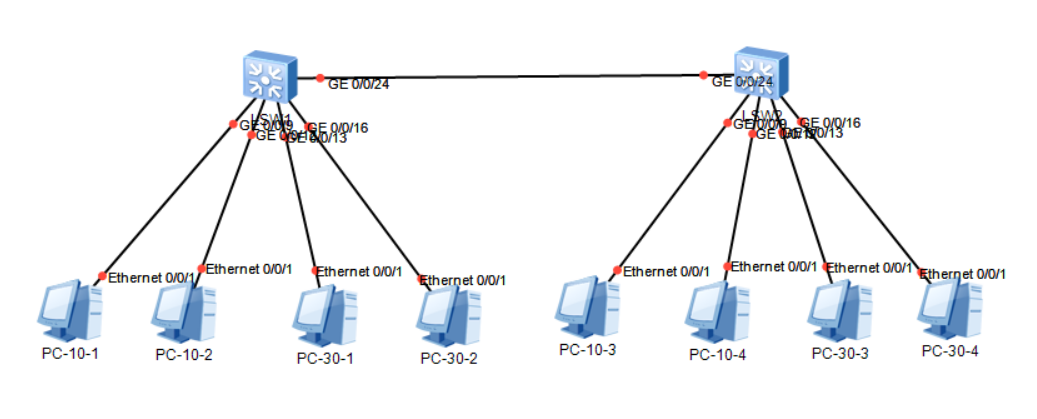 GE 0/0/24
GE 0/0/24
LSW1
LSW2
GE 0/0/9
GE 0/0/16
GE 0/0/13
GE 0/0/9
GE 0/0/16
GE 0/0/13
Ethernet 0/0/1
Ethernet 0/0/1
Ethernet 0/0/1
Ethernet 0/0/1
Ethernet 0/0/1
Ethernet 0/0/1
Ethernet 0/0/1
Ethernet 0/0/1
PC-10-1
PC-10-2
PC-30-1
PC-30-2
PC-10-3
PC-10-4
PC-30-3
PC-30-4